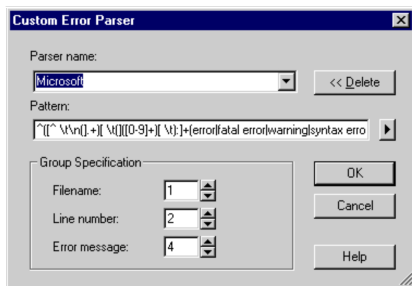 Custom Error Parser
Parser name:
Microsoft
<< Delete
Pattern:
^([^ \t\n(].+)[ \t(]([0-9]+)[ \t):]+(error|fatal error|warning|syntax erro
Group Specification
Filename:
1
Line number:
2
Error message:
4
OK
Cancel
Help